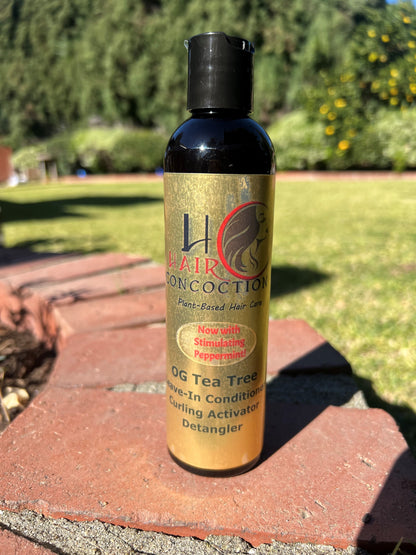 H
HAIR
CONCOCTION
Plant-Based Hair Care
Now with
Stimulating
Peppermint!
OG Tea Tree
Leave-In Conditioner
Curling Activator
Detangler